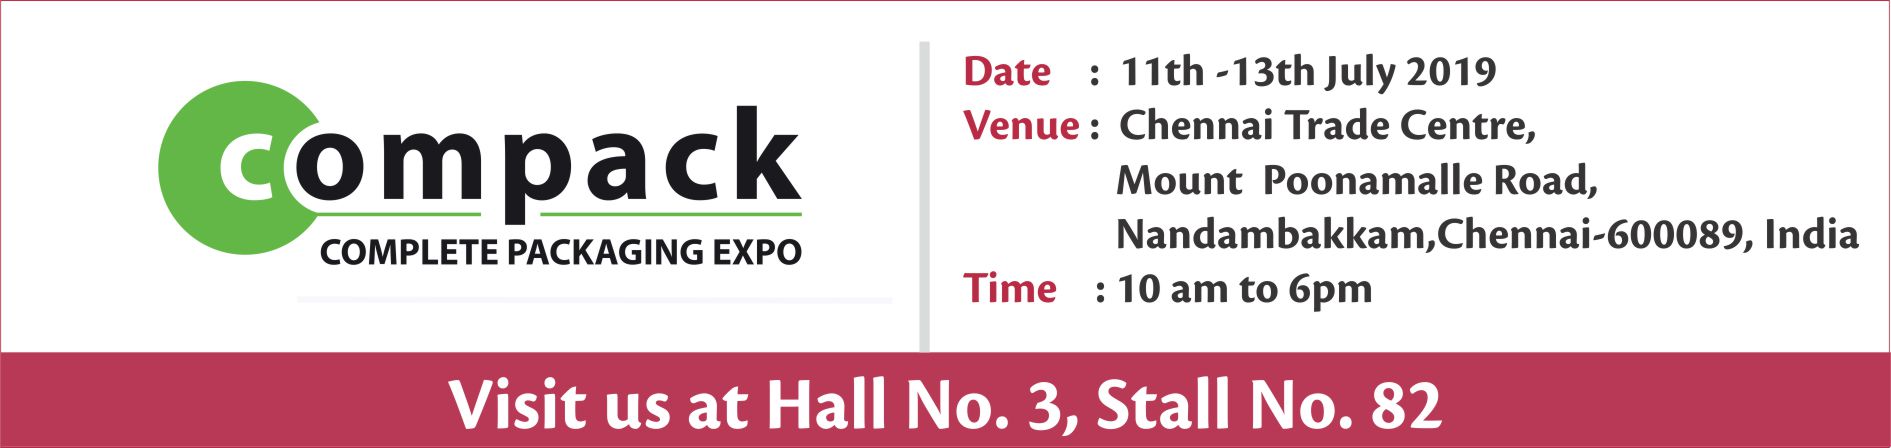 compack
COMPLETE PACKAGING EXPO
Date : 11th -13th July 2019
Venue : Chennai Trade Centre,
Mount Poonamalle Road,
Nandambakkam,Chennai-600089, India
Time : 10 am to 6pm
Visit us at Hall No. 3, Stall No. 82